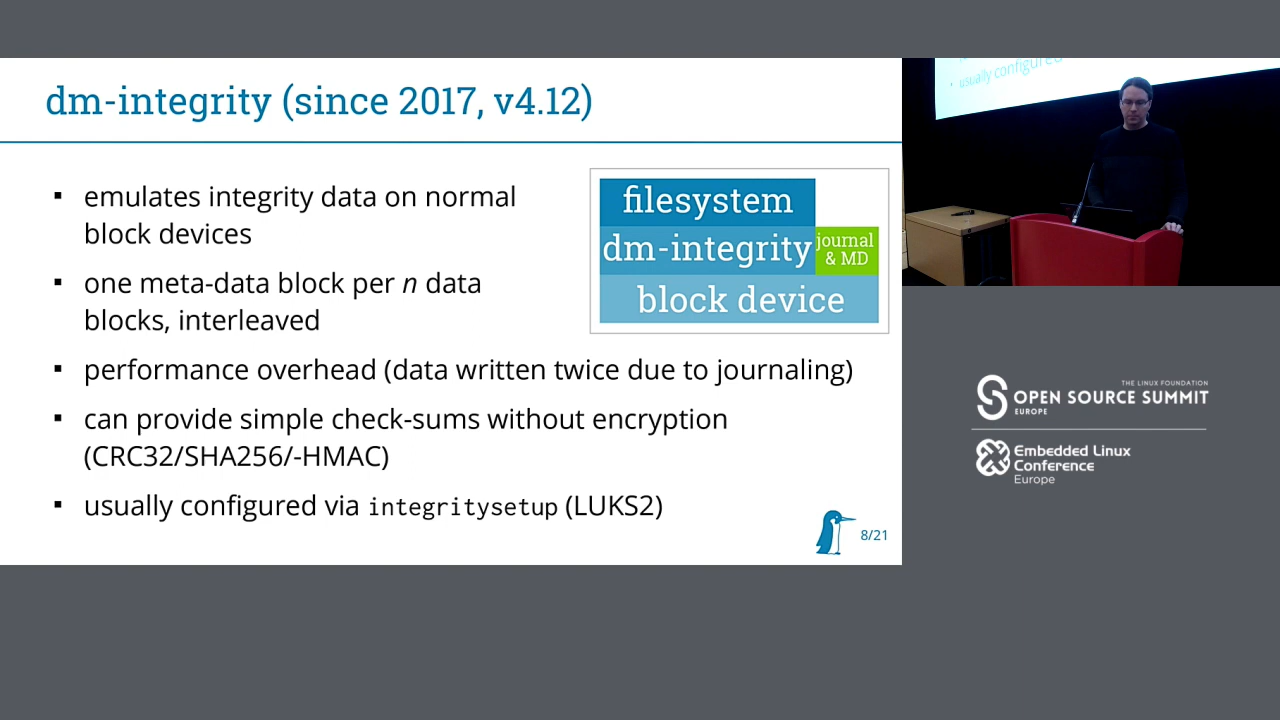 dm-integrity (since 2017, v4.12)
▪ emulates integrity data on normal
block devices
▪ one meta-data block per n data
blocks, interleaved
▪ performance overhead (data written twice due to journaling)
▪ can provide simple check-sums without encryption
(CRC32/SHA256/-HMAC)
▪ usually configured via integritysetup (LUKS2)
filesystem
dm-integrity
journal
& MD
block device
8/21
usually configured
THE LINUX FOUNDATION
OPEN SOURCE SUMMIT
EUROPE
Embedded Linux
Conference
Europe